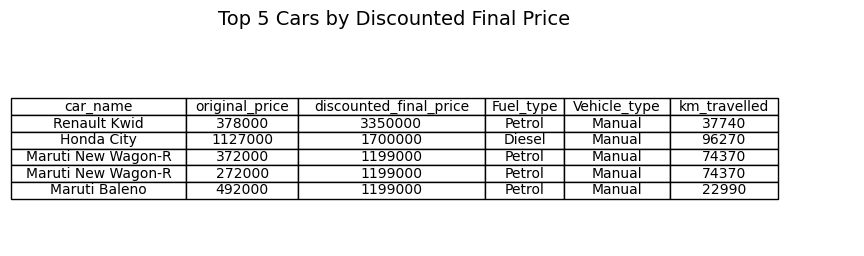 Top 5 Cars by Discounted Final Price
car_name original_price discounted_final_price Fuel_type Vehicle_type km_travelled
Renault Kwid 378000 3350000 Petrol Manual 37740
Honda City 1127000 1700000 Diesel Manual 96270
Maruti New Wagon-R 372000 1199000 Petrol Manual 74370
Maruti New Wagon-R 272000 1199000 Petrol Manual 74370
Maruti Baleno 492000 1199000 Petrol Manual 22990